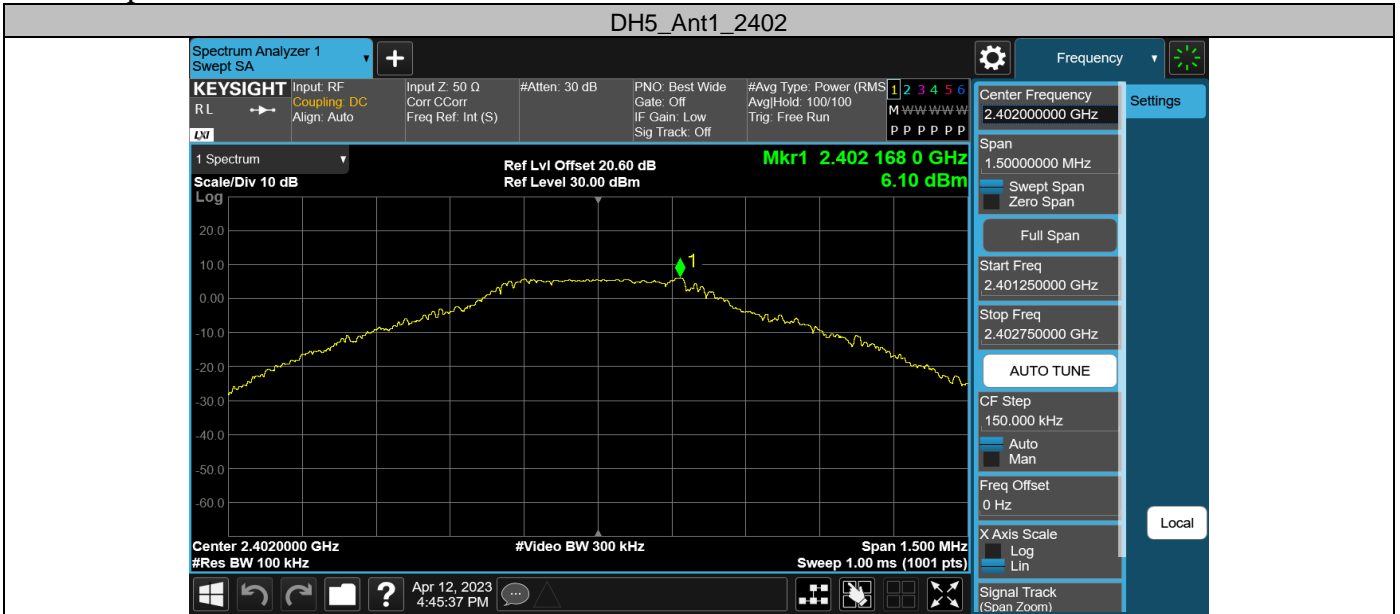 DH5_Ant1_2402
Spectrum Analyzer 1
Swept SA
Frequency
KEYSIGHT
RL
LXI
Input: RF
Coupling: DC
Align: Auto
Input Z: 50 Ω
Corr CCorr
Freq Ref: Int (S)
#Atten: 30 dB
PNO: Best Wide
Gate: Off
IF Gain: Low
Sig Track: Off
#Avg Type: Power (RMS
Avg|Hold: 100/100
Trig: Free Run
1 2 3 4 5 6
M W W W W W
P P P P P P
1 Spectrum
Scale/Div 10 dB
Log
Ref Lvl Offset 20.60 dB
Ref Level 30.00 dBm
Mkr1 2.402 168 0 GHz
6.10 dBm
20.0
10.0
0.00
-10.0
-20.0
-30.0
-40.0
-50.0
-60.0
1
Center 2.4020000 GHz
#Res BW 100 kHz
#Video BW 300 kHz
Span 1.500 MHz
Sweep 1.00 ms (1001 pts)
Center Frequency
2.402000000 GHz
Span
1.50000000 MHz
Swept Span
Zero Span
Full Span
Start Freq
2.401250000 GHz
Stop Freq
2.402750000 GHz
AUTO TUNE
CF Step
150.000 kHz
Auto
Man
Freq Offset
0 Hz
X Axis Scale
Log
Lin
Signal Track
(Span Zoom)
Settings
Local
?
Apr 12, 2023
4:45:37 PM